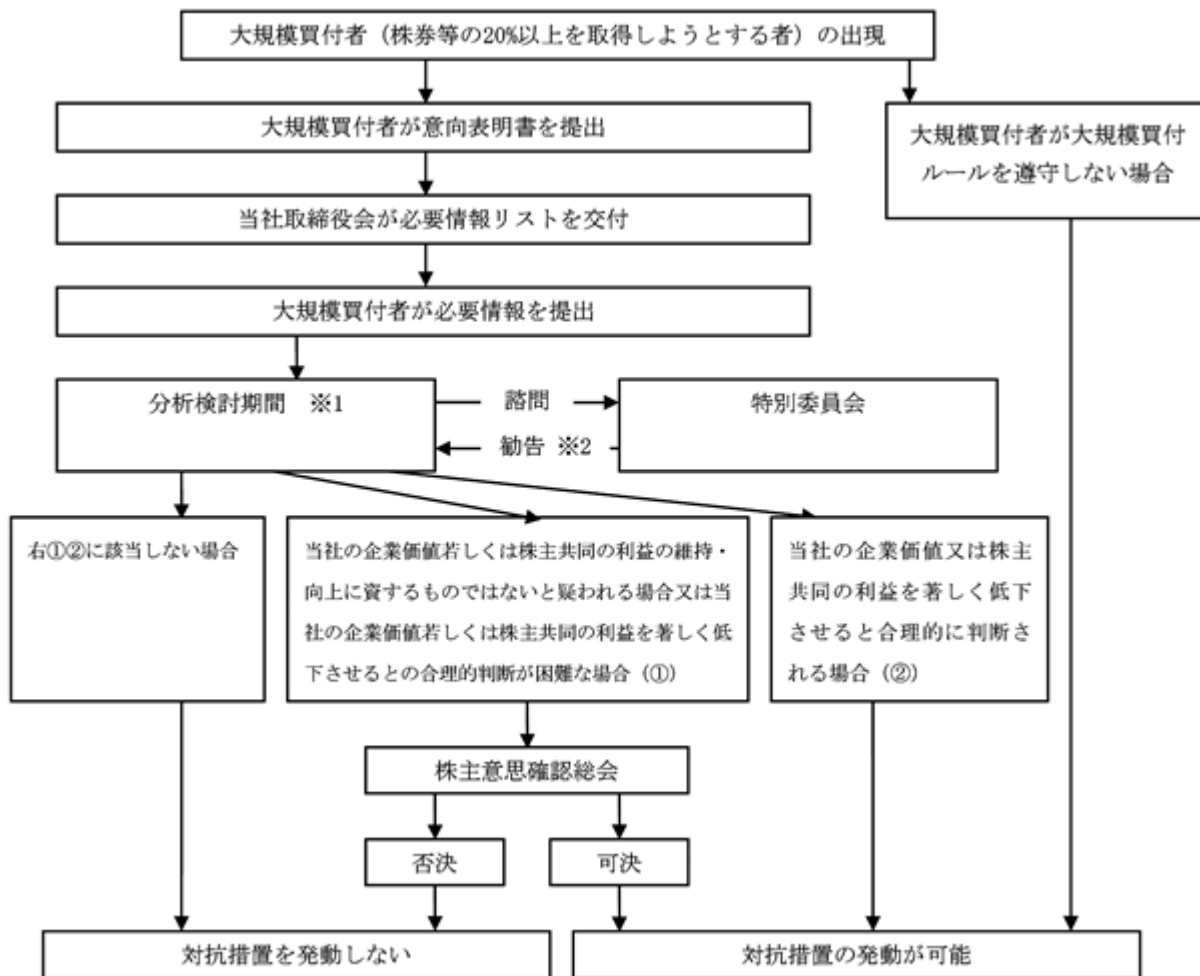 大規模買付者（株券等の20%以上を取得しようとする者）の出現
大規模買付者が意向表明書を提出
大規模買付者が大規模買付
ルールを遵守しない場合
当社取締役会が必要情報リストを交付
大規模買付者が必要情報を提出
分析検討期間　※1
諮問
勧告 ※2
特別委員会
右①②に該当しない場合
当社の企業価値若しくは株主共同の利益の維持・
向上に資するものではないと疑われる場合又は当
社の企業価値若しくは株主共同の利益を著しく低
下させるとの合理的判断が困難な場合（①）
当社の企業価値又は株主
共同の利益を著しく低下
させると合理的に判断さ
れる場合（②）
株主意思確認総会
否決
可決
対抗措置を発動しない
対抗措置の発動が可能